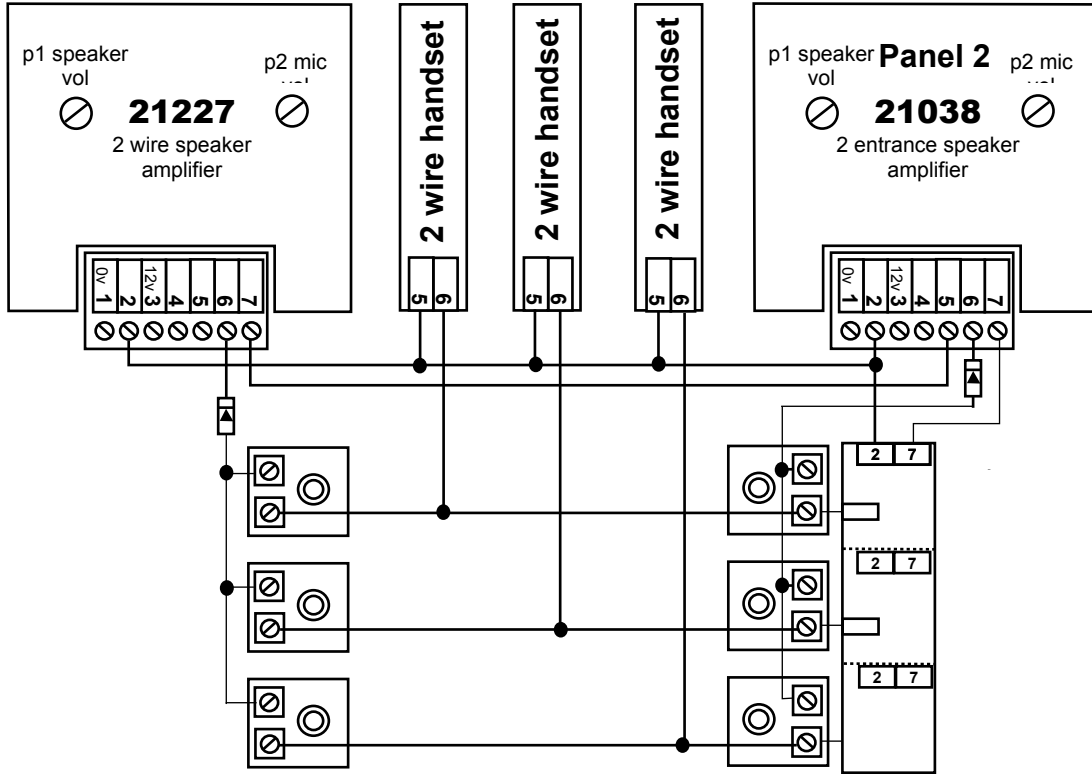 p1 speaker
vol
p2 mic
21227
2 wire speaker
amplifier
0v 1
2
12v 3
4
5
6
7
2 wire handset
5
6
2 wire handset
5
6
2 wire handset
5
6
p1 speaker
vol
Panel 2
p2 mic
21038
2 entrance speaker
amplifier
0v 1
2
12v 3
4
5
6
7
2 7
2 7
2 7